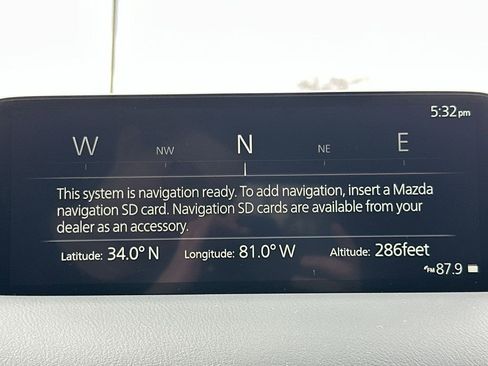 5:32pm
W NW N NE E
This system is navigation ready. To add navigation, insert a Mazda
navigation SD card. Navigation SD cards are available from your
dealer as an accessory.
Latitude: 34.0° N Longitude: 81.0° W Altitude: 286feet
FM 87.9